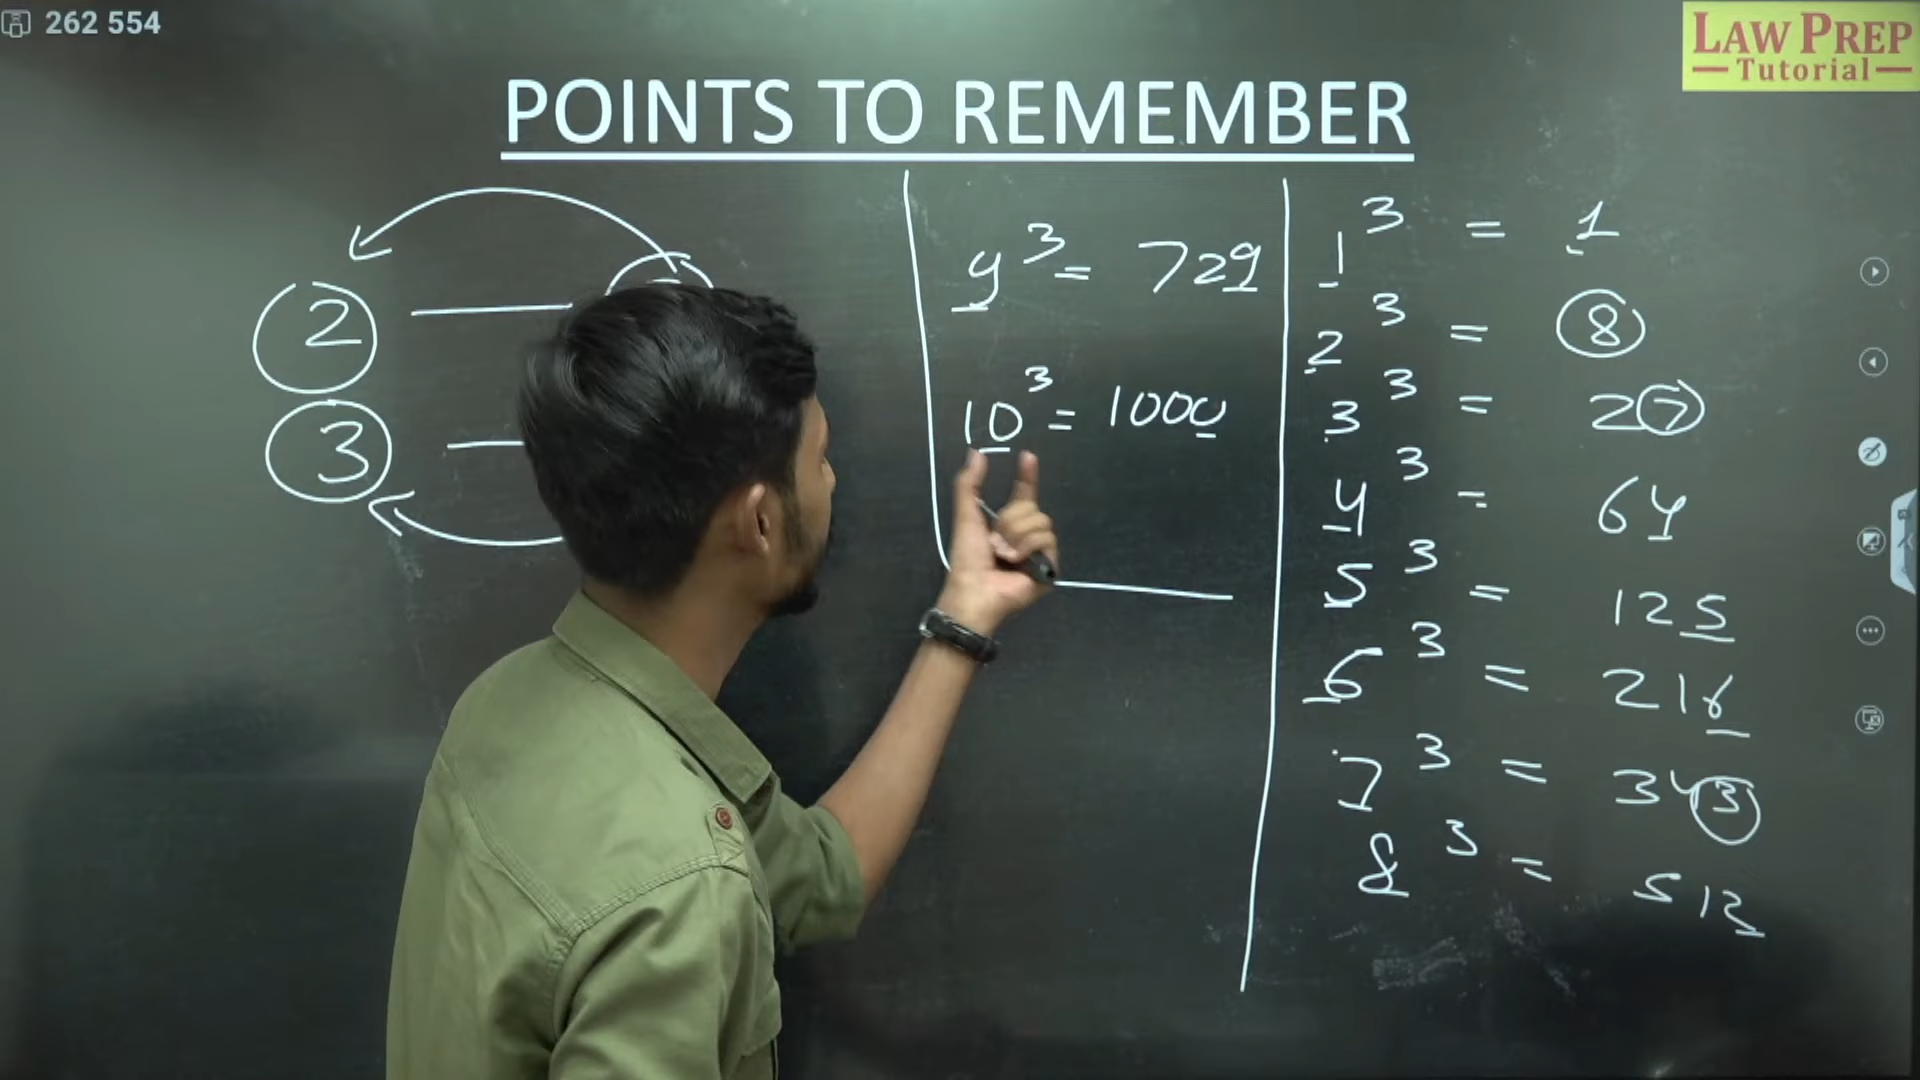 262 554
LAW PREP
Tutorial
POINTS TO REMEMBER
2
3
9³ = 729
10³ = 1000
1³ = 1
2³ = 8
3³ = 27
4³ = 64
5³ = 125
6³ = 216
7³ = 343
8³ = 512